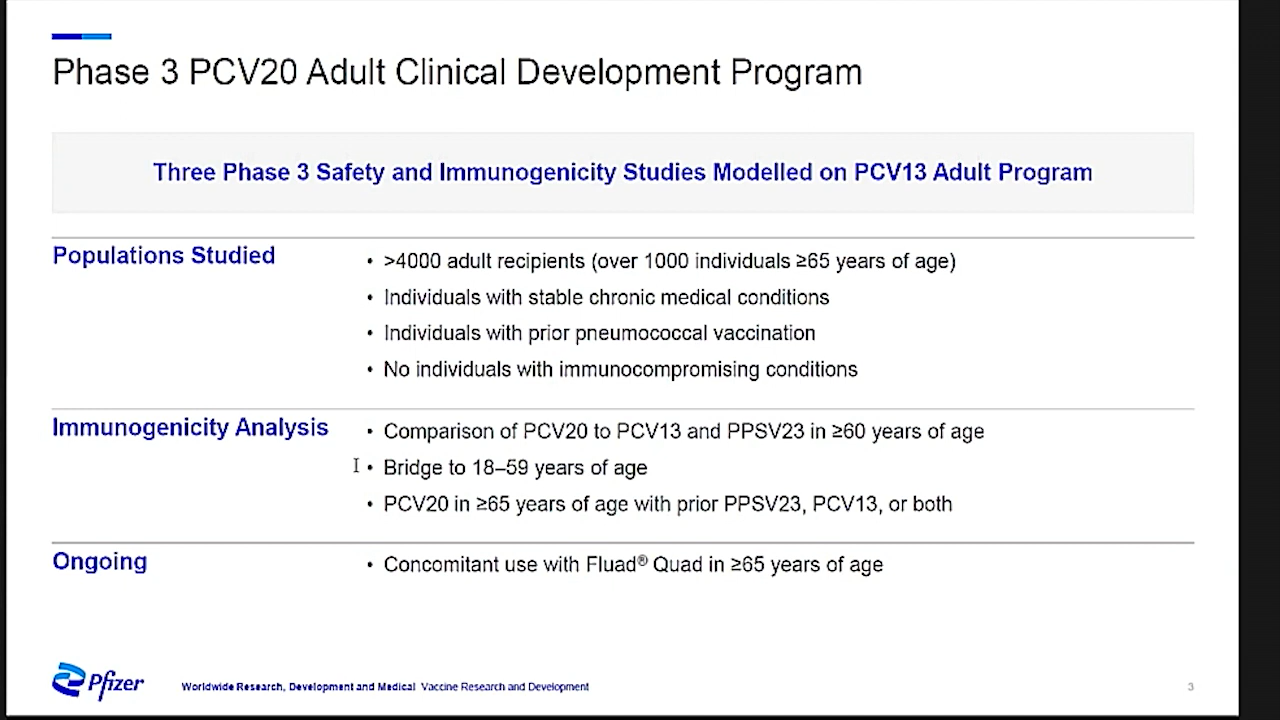 Phase 3 PCV20 Adult Clinical Development Program
Three Phase 3 Safety and Immunogenicity Studies Modelled on PCV13 Adult Program
Populations Studied
• >4000 adult recipients (over 1000 individuals ≥65 years of age)
• Individuals with stable chronic medical conditions
• Individuals with prior pneumococcal vaccination
• No individuals with immunocompromising conditions
Immunogenicity Analysis
• Comparison of PCV20 to PCV13 and PPSV23 in ≥60 years of age
• Bridge to 18–59 years of age
• PCV20 in ≥65 years of age with prior PPSV23, PCV13, or both
Ongoing
• Concomitant use with Fluad® Quad in ≥65 years of age
Pfizer
Worldwide Research, Development and Medical Vaccine Research and Development
3